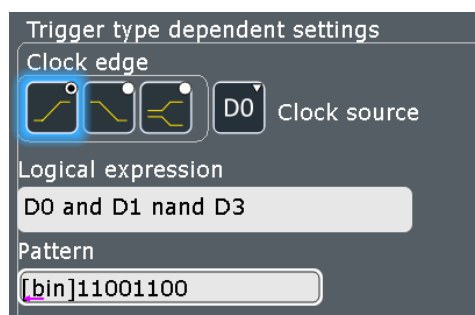 Trigger type dependent settings
Clock edge
D0 Clock source
Logical expression
D0 and D1 nand D3
Pattern
[bin]11001100